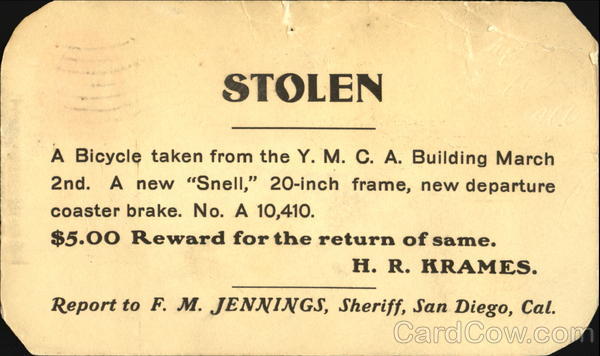 STOLEN
A Bicycle taken from the Y. M. C. A. Building March
2nd. A new "Snell," 20-inch frame, new departure
coaster brake. No. A 10,410.
$5.00 Reward for the return of same.
H. R. KRAMES.
Report to F. M. JENNINGS, Sheriff, San Diego, Cal.
CardCow.com